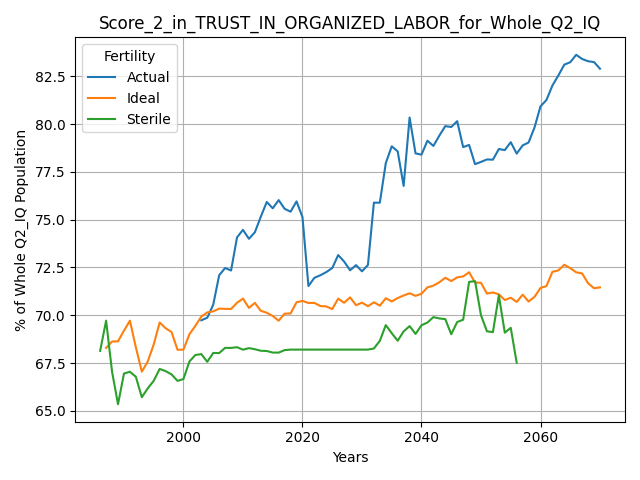 Score_2_in_TRUST_IN_ORGANIZED_LABOR_for_Whole_Q2_IQ
Fertility
Actual
Ideal
Sterile
82.5
80.0
77.5
75.0
72.5
70.0
67.5
65.0
% of Whole Q2_IQ Population
2000 2020 2040 2060
Years